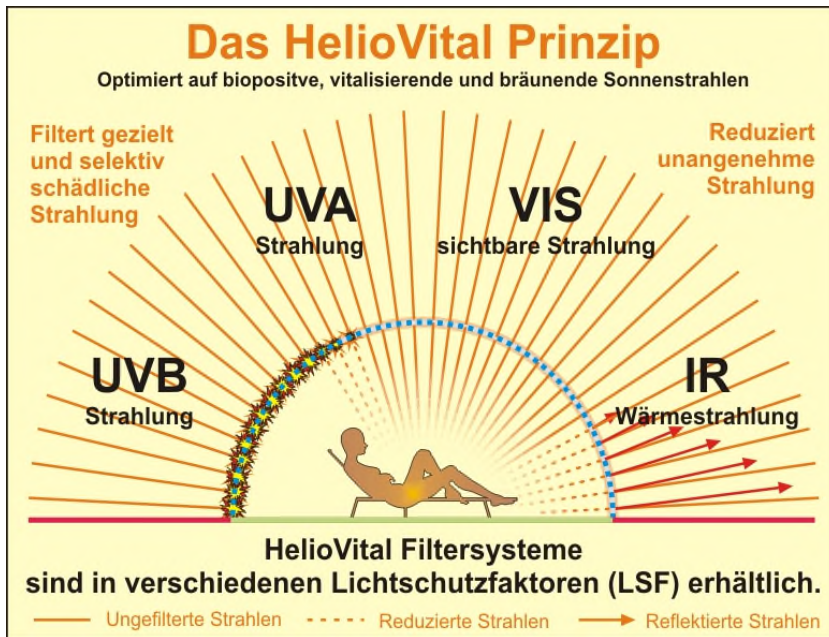 Das HelioVital Prinzip
Optimiert auf biopositve, vitalisierende und bräunende Sonnenstrahlen
Filtert gezielt
und selektiv
schädliche
Strahlung
Reduziert
unangenehme
Strahlung
UVA
Strahlung
VIS
sichtbare Strahlung
UVB
Strahlung
IR
Wärmestrahlung
HelioVital Filtersysteme
sind in verschiedenen Lichtschutzfaktoren (LSF) erhältlich.
Ungefilterte Strahlen
Reduzierte Strahlen
Reflektierte Strahlen